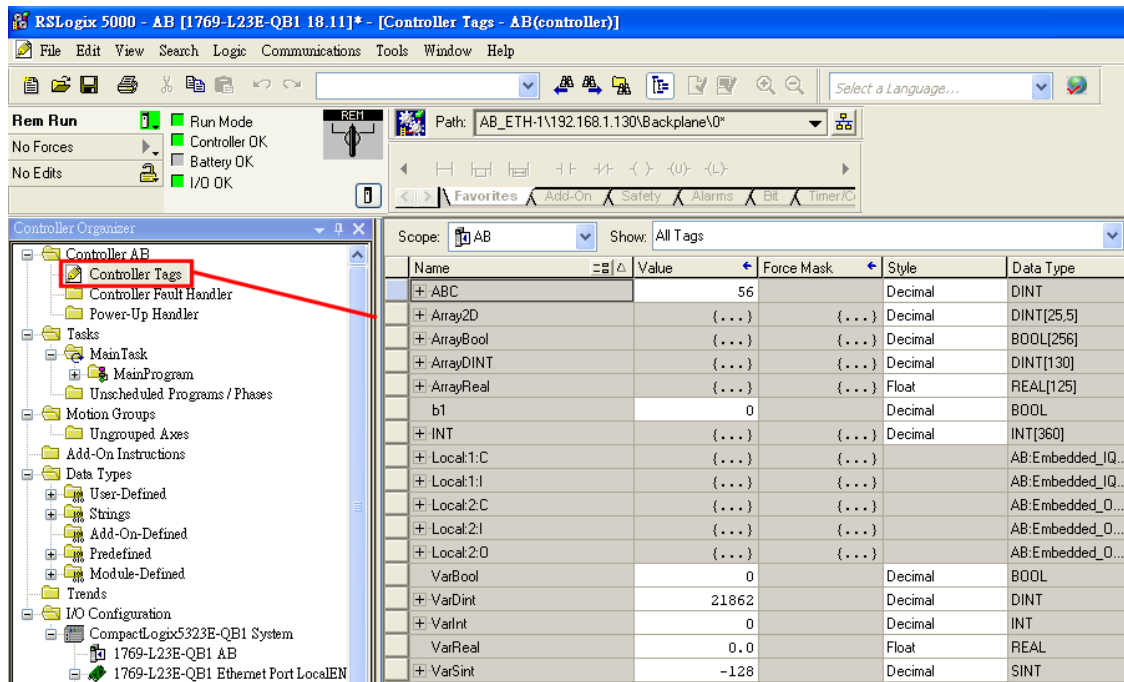 RSLogix 5000 - AB [1769-L23E-QB1 18.11]* - [Controller Tags - AB(controller)]
File Edit View Search Logic Communications Tools Window Help
Select a Language...
Rem Run
No Forces
No Edits
Run Mode
Controller OK
Battery OK
I/O OK
REM
Path: AB_ETH-1\192.168.1.130\Backplane\0*
Favorites Add-On Safety Alarms Bit Timer/C
Controller Organizer
Controller AB
Controller Tags
Controller Fault Handler
Power-Up Handler
Tasks
MainTask
MainProgram
Unscheduled Programs / Phases
Motion Groups
Ungrouped Axes
Add-On Instructions
Data Types
User-Defined
Strings
Add-On-Defined
Predefined
Module-Defined
Trends
I/O Configuration
CompactLogix5323E-QB1 System
1769-L23E-QB1 AB
1769-L23E-QB1 Ethernet Port LocalEN
Scope: AB Show: All Tags
Name Value Force Mask Style Data Type
ABC 56 Decimal DINT
Array2D {...} {...} Decimal DINT[25,5]
ArrayBool {...} {...} Decimal BOOL[256]
ArrayDINT {...} {...} Decimal DINT[130]
ArrayReal {...} {...} Float REAL[125]
b1 0 Decimal BOOL
INT {...} {...} Decimal INT[360]
Local:1:C {...} {...} AB:Embedded_IQ...
Local:1:I {...} {...} AB:Embedded_IQ...
Local:2:C {...} {...} AB:Embedded_O...
Local:2:I {...} {...} AB:Embedded_O...
Local:2:O {...} {...} AB:Embedded_O...
VarBool 0 Decimal BOOL
VarDint 21862 Decimal DINT
VarInt 0 Decimal INT
VarReal 0.0 Float REAL
VarSint -128 Decimal SINT